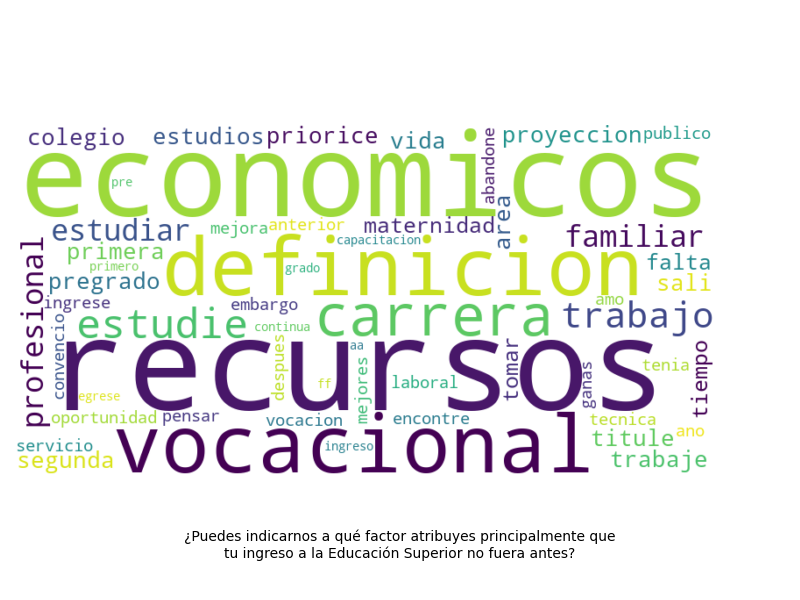 colegio estudios priorice vida abandone proyeccion publico
economicos
pre
estudiar mejora anterior maternidad area familiar
capacitacion
primera definicion falta
primero grado
pregrado sali
profesional ingrese embargo amo
convencio estudie continua carrera trabajo
recursos
despues aa mejores tomar ganas tenia tiempo
egrese ff laboral
oportunidad pensar vocacion encontre tecnica
vocacional ano
servicio ingreso titule
segunda trabaje
¿Puedes indicarnos a qué factor atribuyes principalmente que
tu ingreso a la Educación Superior no fuera antes?